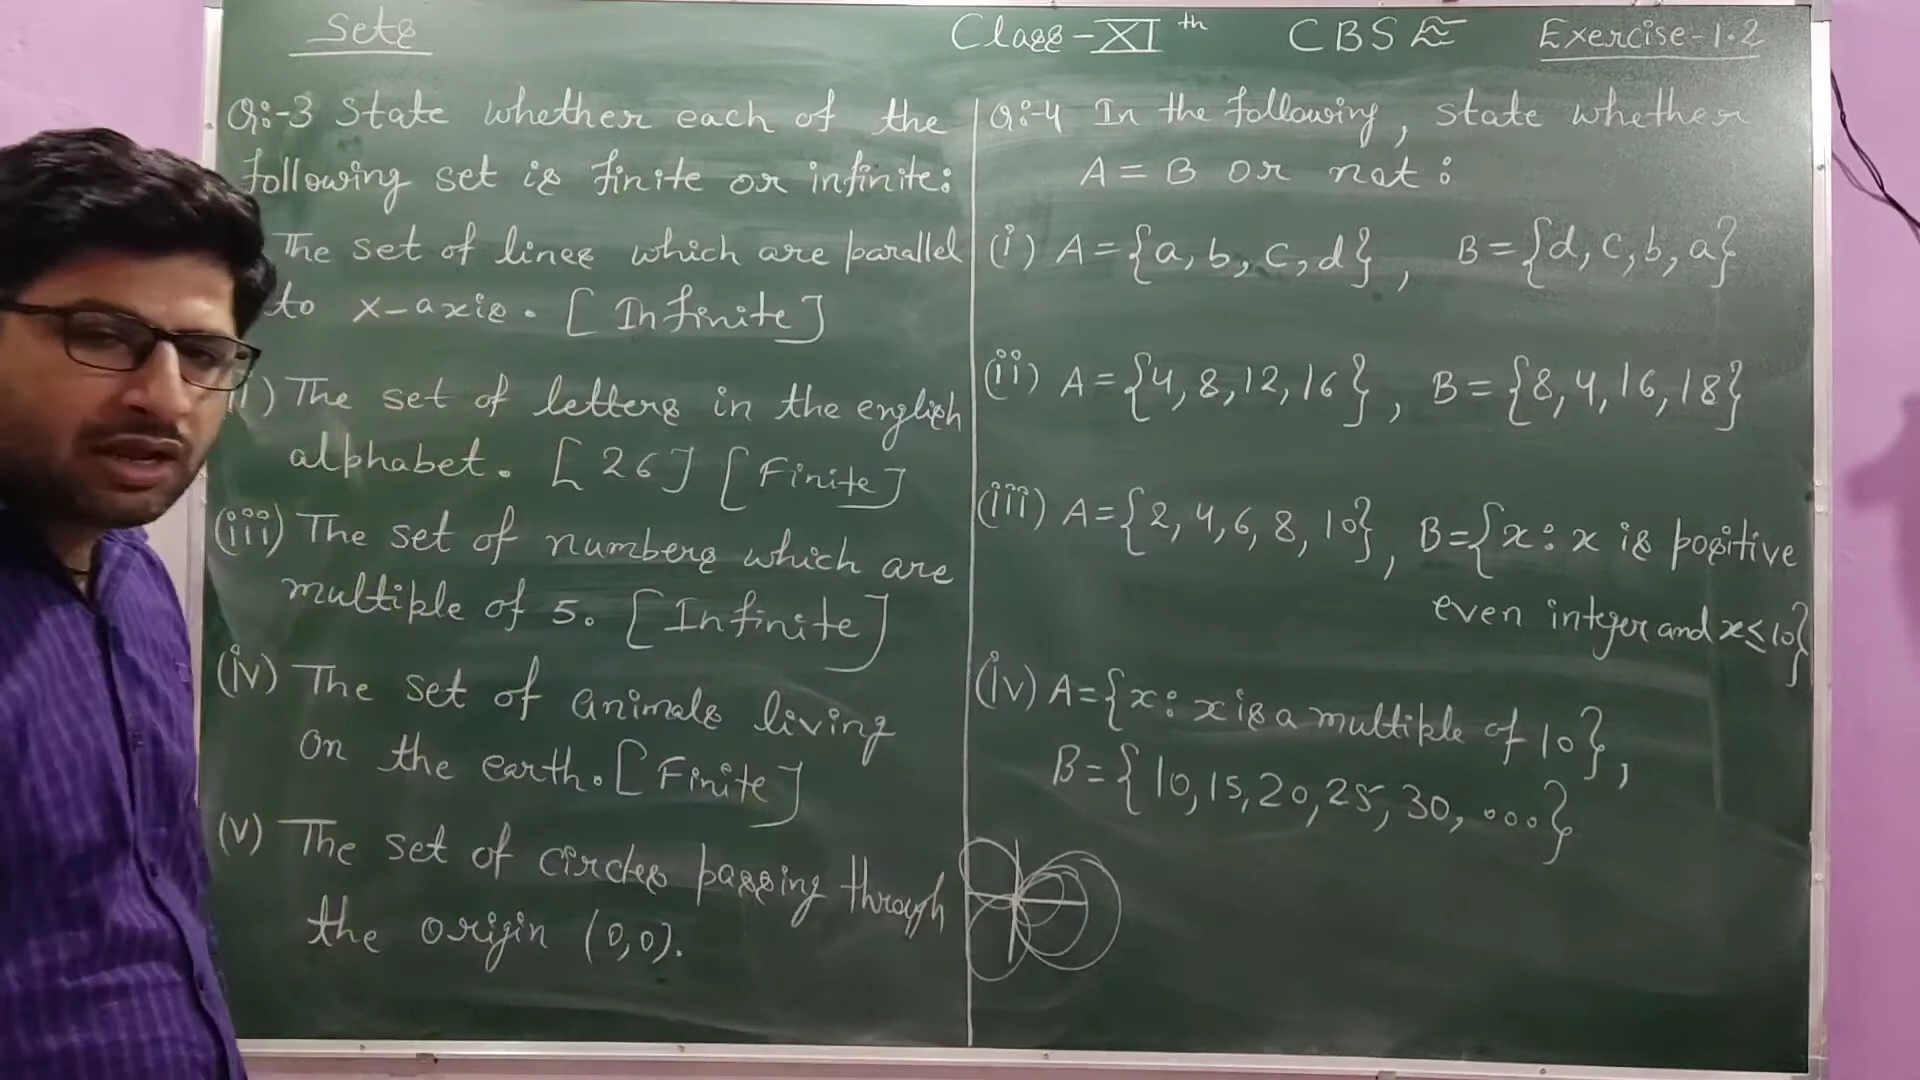 Sets
Class-XI th CBSE Exercise-1.2
Q:-3 State whether each of the
following set is finite or infinite:
The set of lines which are parallel
to x-axis. [Infinite]
) The set of letters in the english
alphabet. [26] [Finite]
(iii) The set of numbers which are
multiple of 5. [Infinite]
(iv) The set of animals living
on the earth. [Finite]
(v) The set of circles passing through
the origin (0,0).
Q:-4 In the following, state whether
A = B or not:
(i) A={a,b,c,d}, B={d,c,b,a}
(ii) A={4,8,12,16}, B={8,4,16,18}
(iii) A={2,4,6,8,10}, B={x: x is positive
even integer and x≤10}
(iv) A={x: x is a multiple of 10},
B={10,15,20,25,30,...}